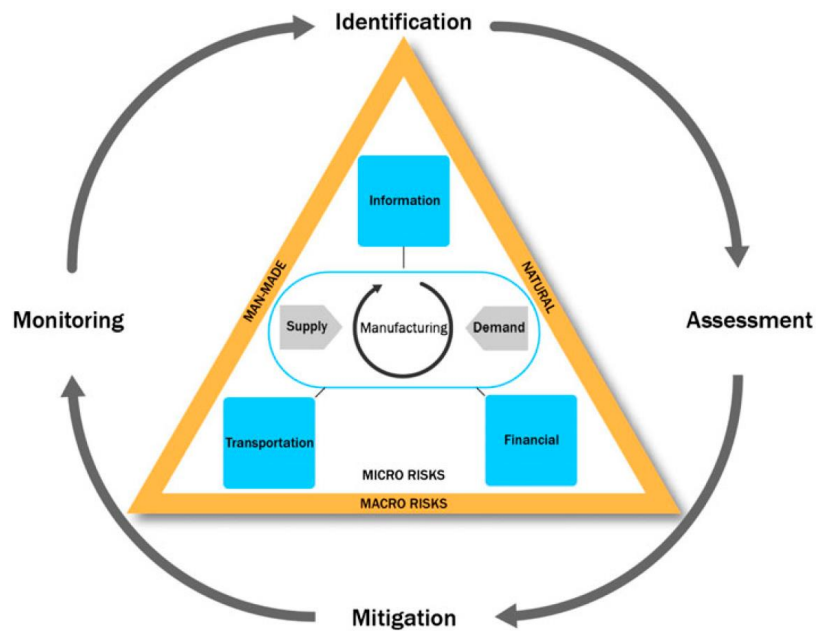 Identification
Information
MAN-MADE
NATURAL
Monitoring
Supply
Manufacturing
Demand
Assessment
Transportation
Financial
MICRO RISKS
MACRO RISKS
Mitigation